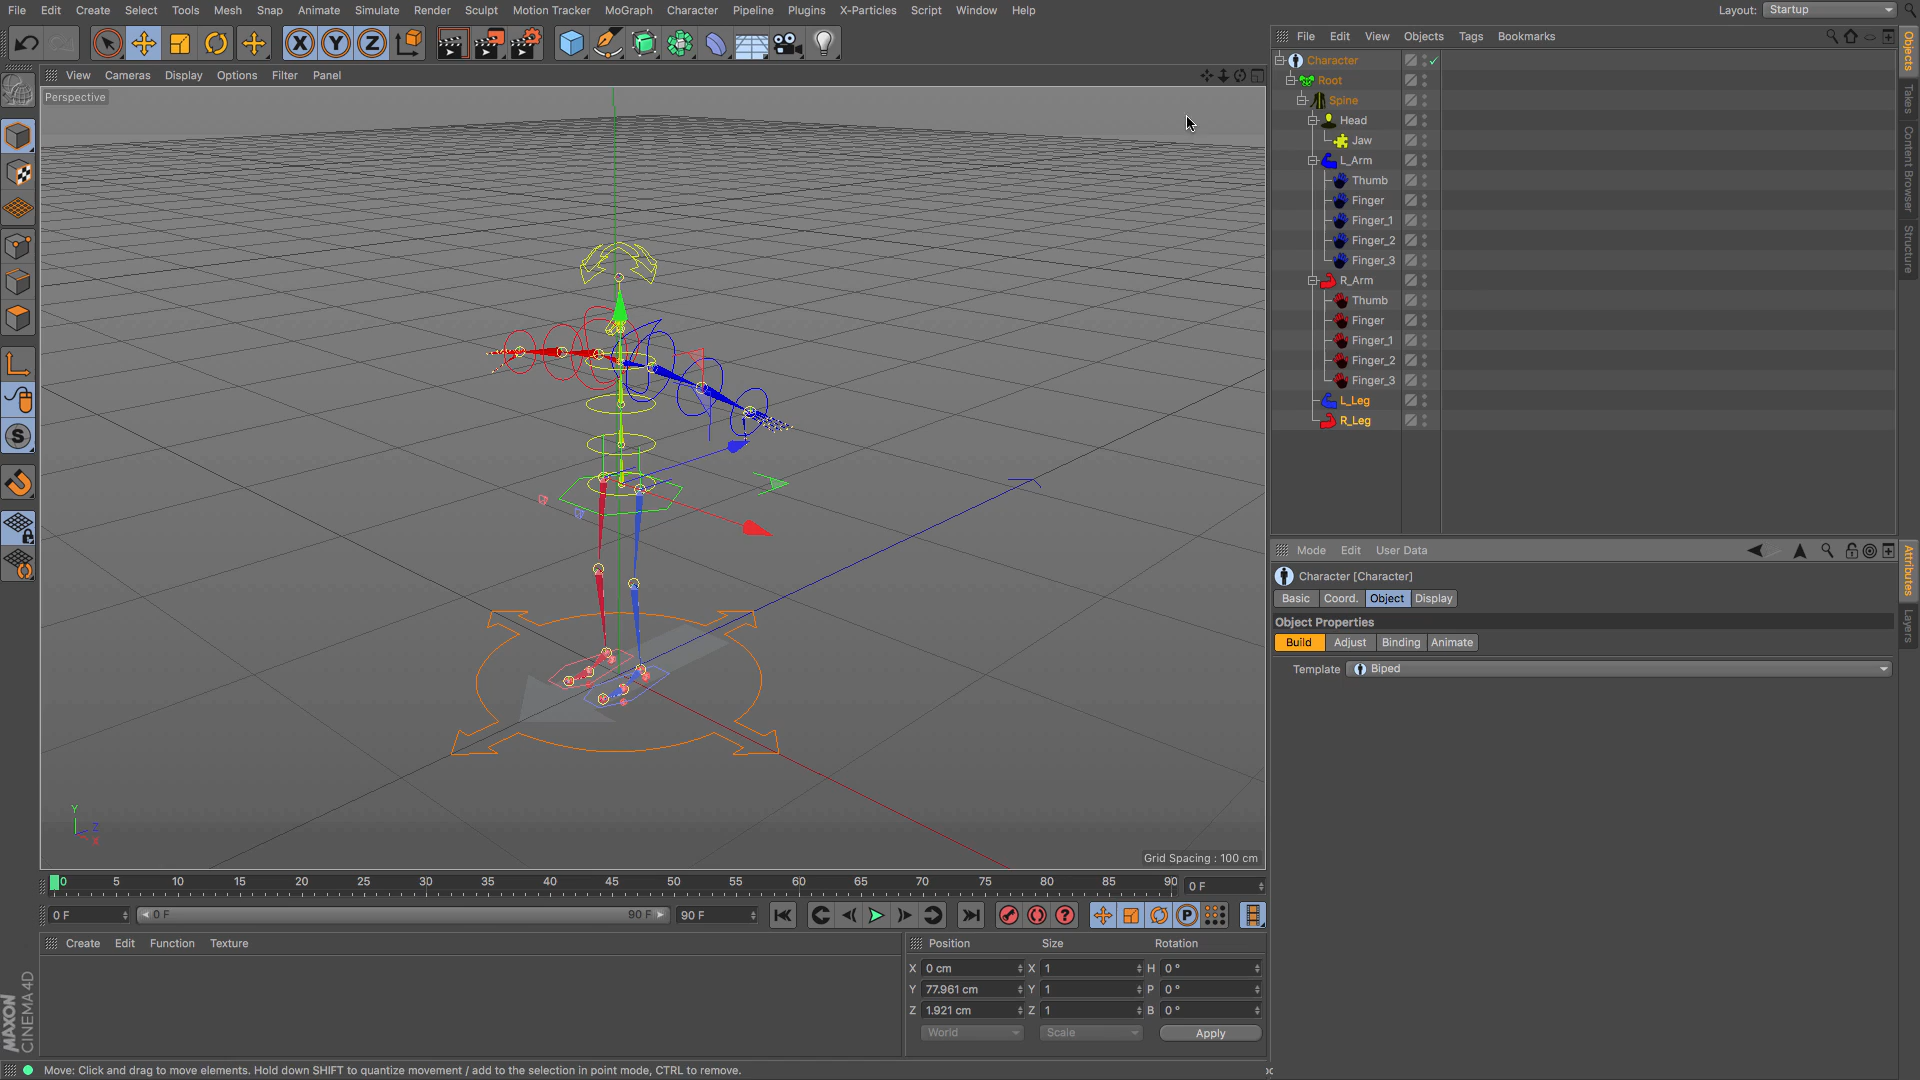 File Edit Create Select Tools Mesh Snap Animate Simulate Render Sculpt Motion Tracker MoGraph Character Pipeline Plugins X-Particles Script Window Help
Layout: Startup
X Y Z
View Cameras Display Options Filter Panel
Perspective
Grid Spacing : 100 cm
Y
Z
X
0 5 10 15 20 25 30 35 40 45 50 55 60 65 70 75 80 85 90
0 F
0 F
0 F
90 F
90 F
P
Create Edit Function Texture
Position Size Rotation
X 0 cm X 1 H 0 °
Y 77.961 cm Y 1 P 0 °
Z 1.921 cm Z 1 B 0 °
World Scale Apply
MAXON
CINEMA 4D
Move: Click and drag to move elements. Hold down SHIFT to quantize movement / add to the selection in point mode, CTRL to remove.
File Edit View Objects Tags Bookmarks
Character
Root
Spine
Head
Jaw
L_Arm
Thumb
Finger
Finger_1
Finger_2
Finger_3
R_Arm
Thumb
Finger
Finger_1
Finger_2
Finger_3
L_Leg
R_Leg
Objects
Takes
Content Browser
Structure
Mode Edit User Data
Character [Character]
Basic Coord. Object Display
Object Properties
Build Adjust Binding Animate
Template Biped
Attributes
Layers
S